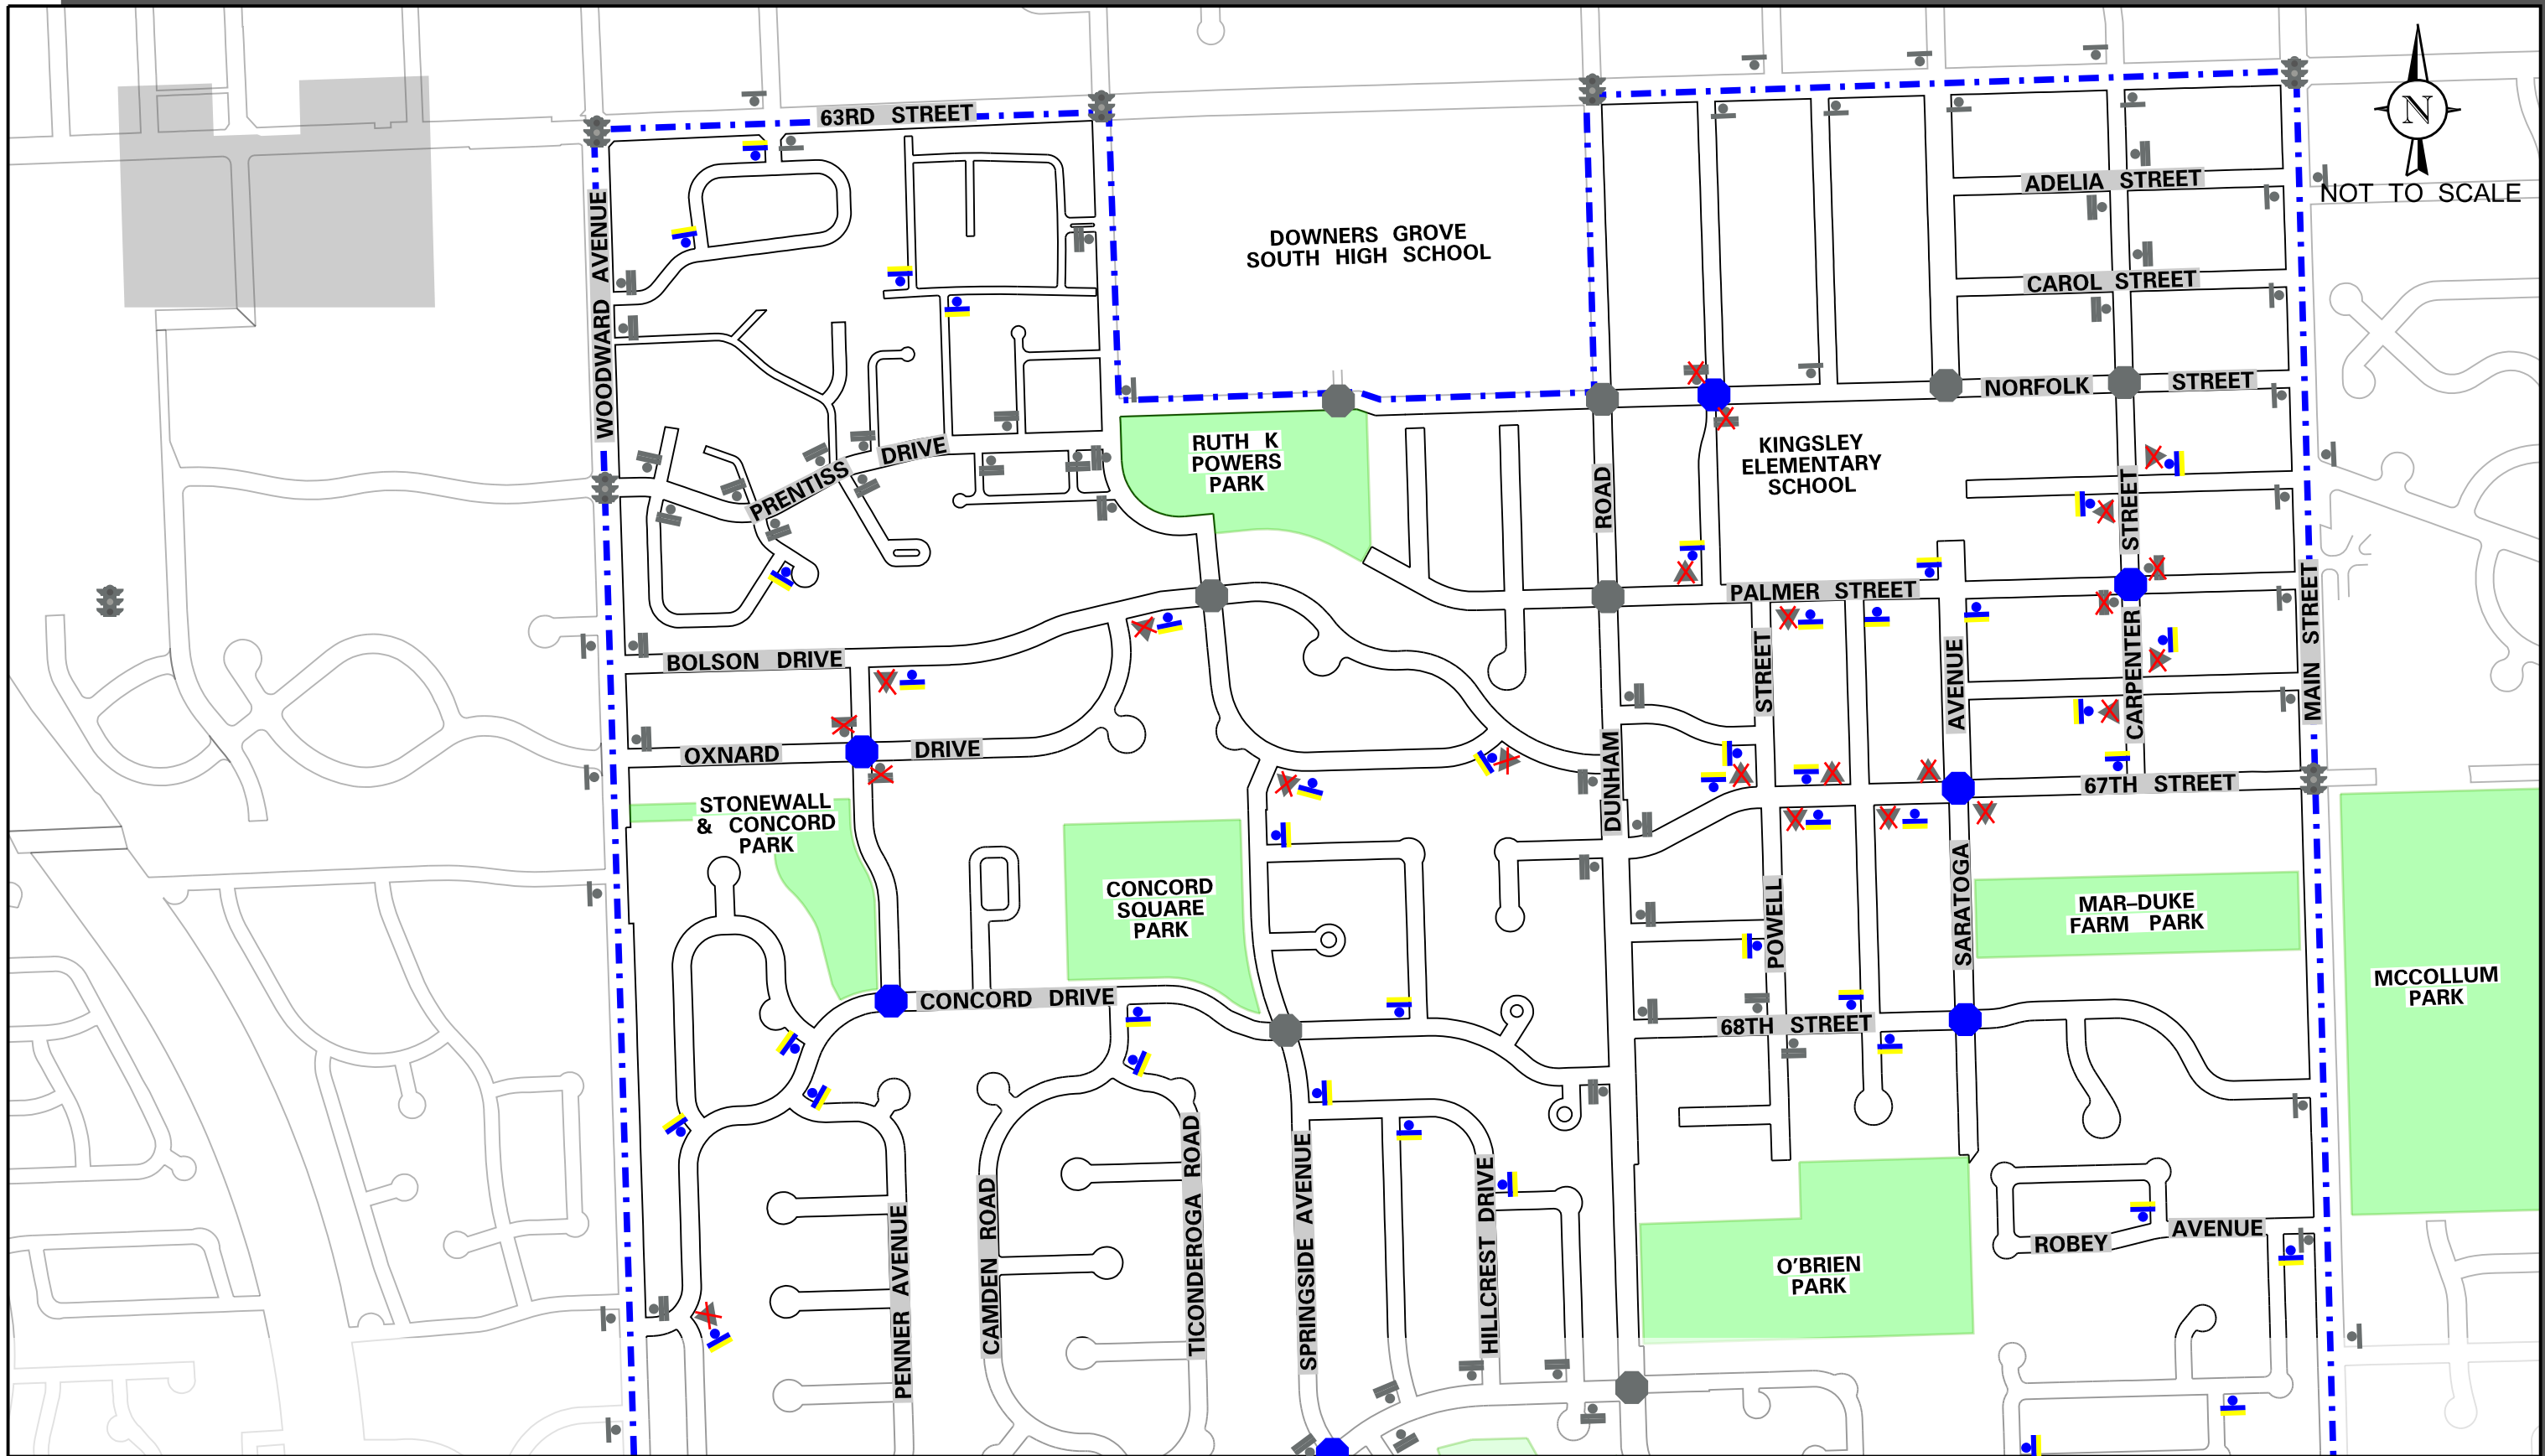 63RD STREET
N
NOT TO SCALE
ADELIA STREET
WOODWARD AVENUE
DOWNERS GROVE
SOUTH HIGH SCHOOL
CAROL STREET
NORFOLK STREET
RUTH K
POWERS
PARK
KINGSLEY
ELEMENTARY
SCHOOL
PRENTISS DRIVE
DUNHAM ROAD
CARPENTER STREET
PALMER STREET
MAIN STREET
BOLSON DRIVE
POWELL STREET
SARATOGA AVENUE
OXNARD DRIVE
67TH STREET
STONEWALL
& CONCORD
PARK
CONCORD
SQUARE
PARK
MAR-DUKE
FARM PARK
MCCOLLUM
PARK
CONCORD DRIVE
68TH STREET
PENNER AVENUE
CAMDEN ROAD
TICONDEROGA ROAD
SPRINGSIDE AVENUE
HILLCREST DRIVE
O'BRIEN
PARK
ROBEY AVENUE